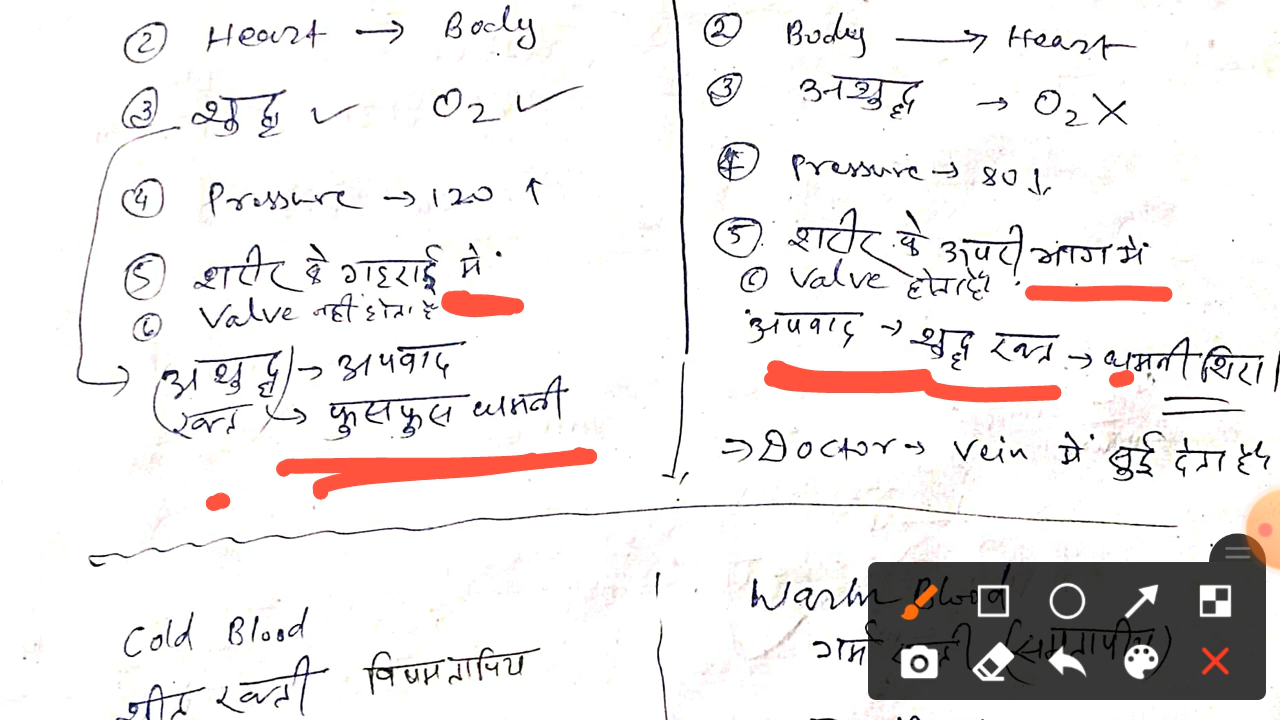 ② Heart → Body
③ शुद्ध ✓ O2 ✓
④ Pressure → 120 ↑
⑤ शरीर के गहराई में
⑥ Valve नही होता है
(अशुद्ध रक्त) → अपवाद
→ फुसफुस धमनी
② Body → Heart
③ अनशुद्ध → O2 X
④ Pressure → 80 ↓
⑤ शरीर के ऊपरी भाग में
⑥ Valve होता है
अपवाद → शुद्ध रक्त → धमनी शिरा
⇒ Doctor → Vein में सुई देता है
Cold Blood
शीत रक्ती विषमतापिय
Warm Blood
गर्म रक्ती (समतापीय)